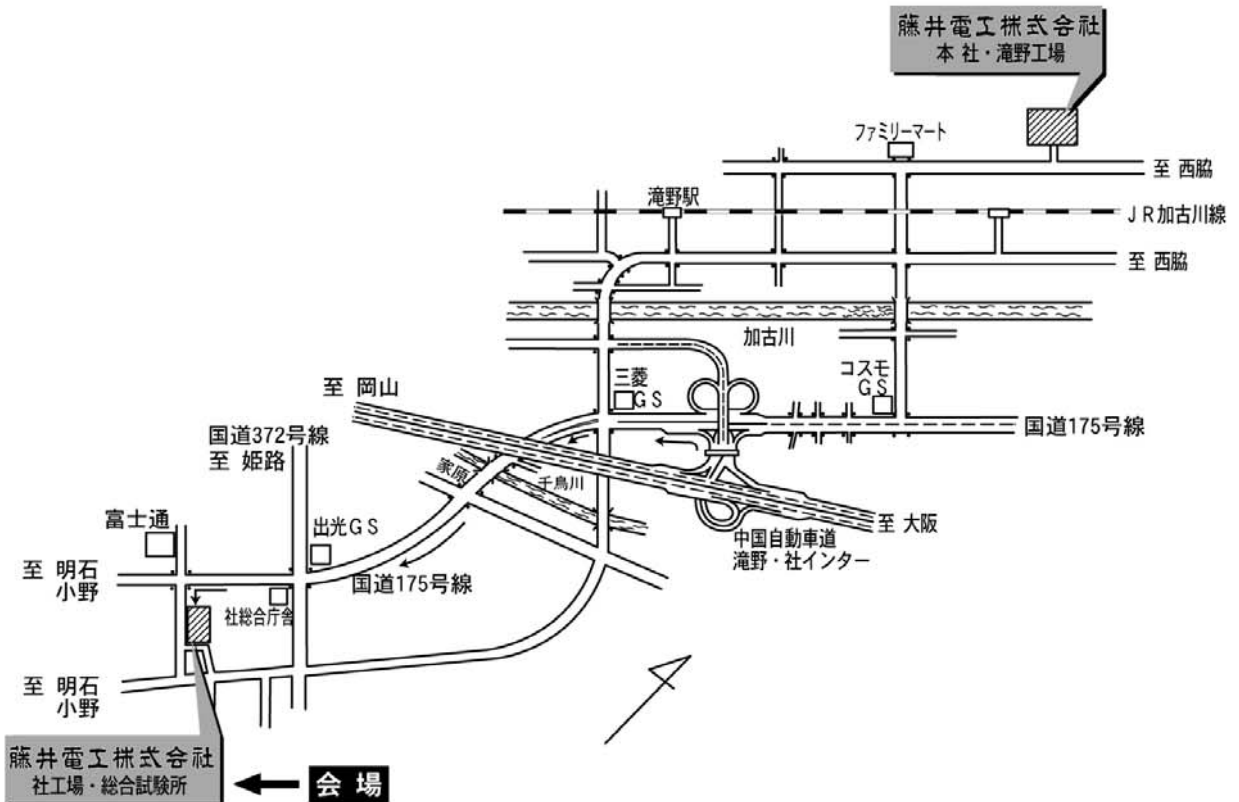 藤井電工株式会社
本社・滝野工場
ファミリーマート
至 西脇
滝野駅
JR加古川線
至 西脇
加古川
コスモ
GS
三菱
GS
至 岡山
国道175号線
国道372号線
至 姫路
家原
千鳥川
至 大阪
富士通
出光GS
中国自動車道
滝野・社インター
至 明石
小野
国道175号線
社総合庁舎
至 明石
小野
藤井電工株式会社
社工場・総合試験所
会場